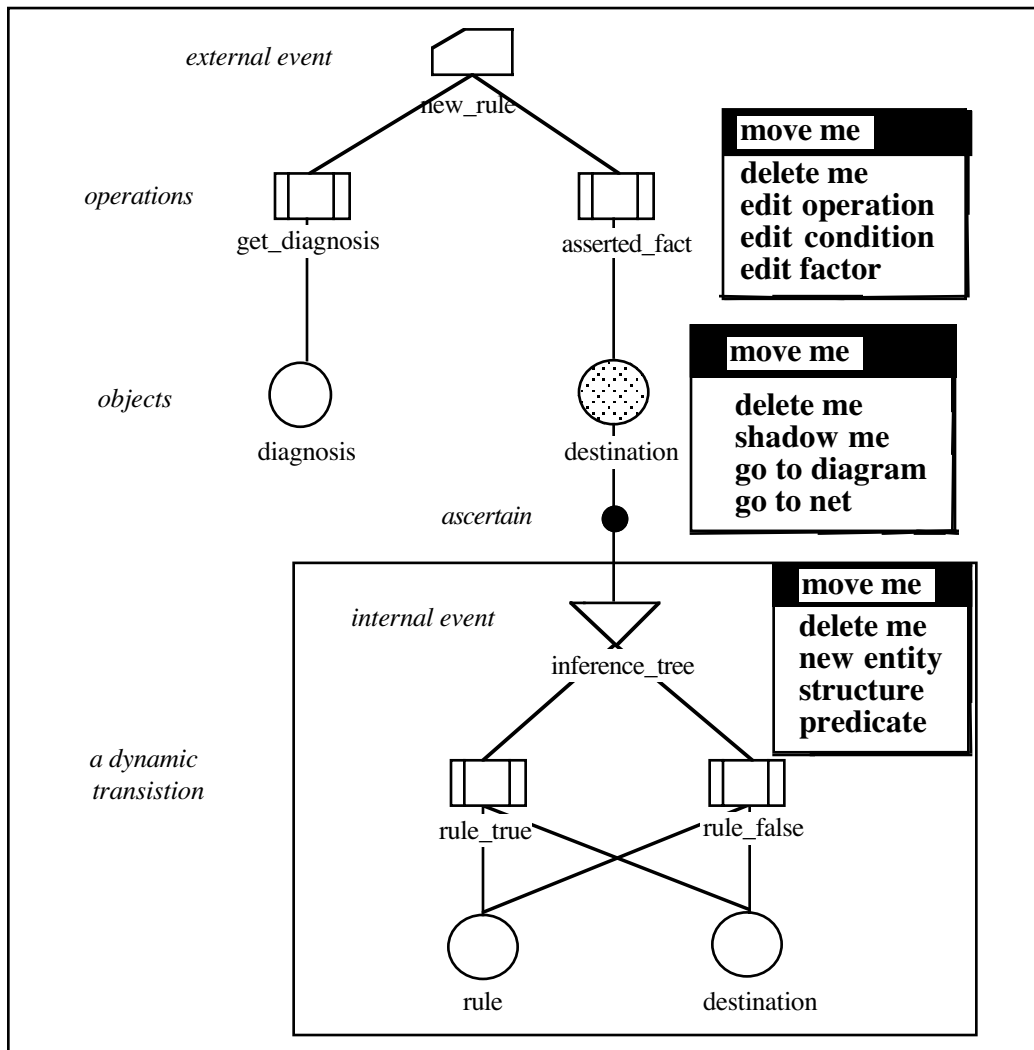 external event
new_rule
move me
delete me
edit operation
edit condition
edit factor
operations
get_diagnosis
asserted_fact
move me
delete me
shadow me
go to diagram
go to net
objects
diagnosis
destination
ascertain
move me
delete me
new entity
structure
predicate
internal event
inference_tree
a dynamic
transistion
rule_true
rule_false
rule
destination